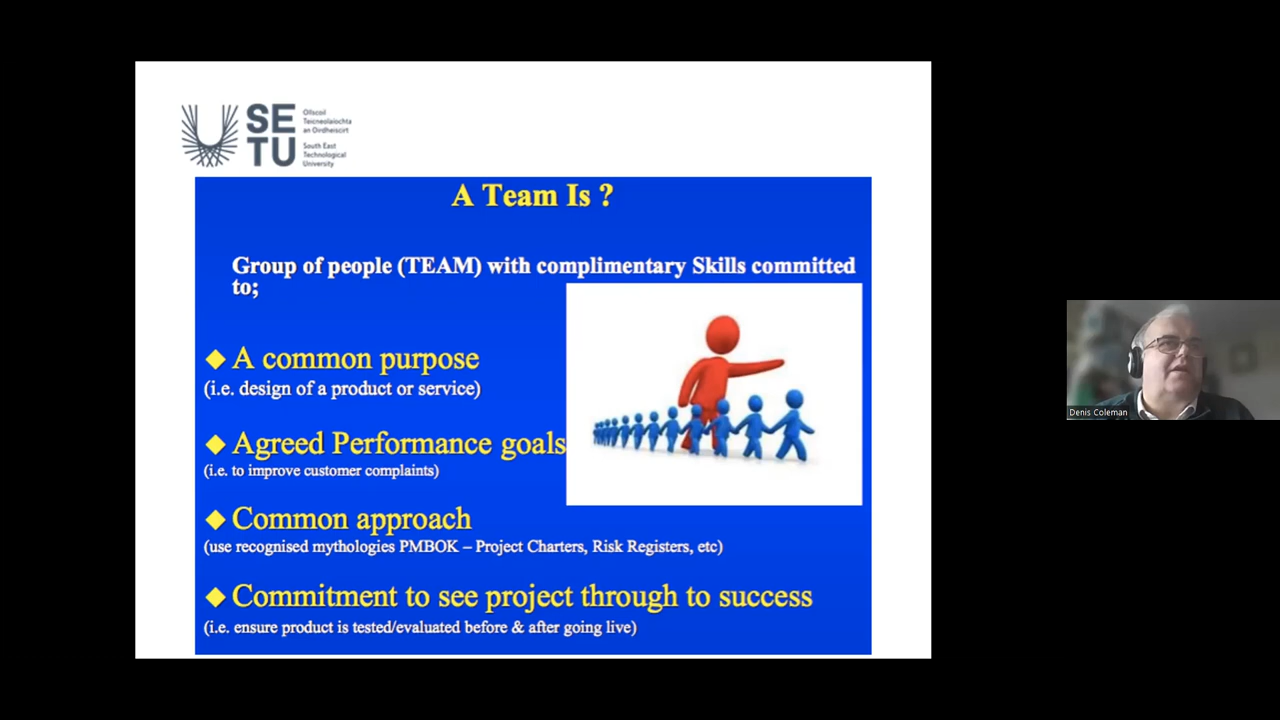 SE
TU
Ollscoil
Teicneolaíochta
an Oirdheiscirt
South East
Technological
University
A Team Is ?
Group of people (TEAM) with complimentary Skills committed
to;
◆ A common purpose
(i.e. design of a product or service)
◆ Agreed Performance goals
(i.e. to improve customer complaints)
◆ Common approach
(use recognised mythologies PMBOK – Project Charters, Risk Registers, etc)
◆ Commitment to see project through to success
(i.e. ensure product is tested/evaluated before & after going live)
Denis Coleman